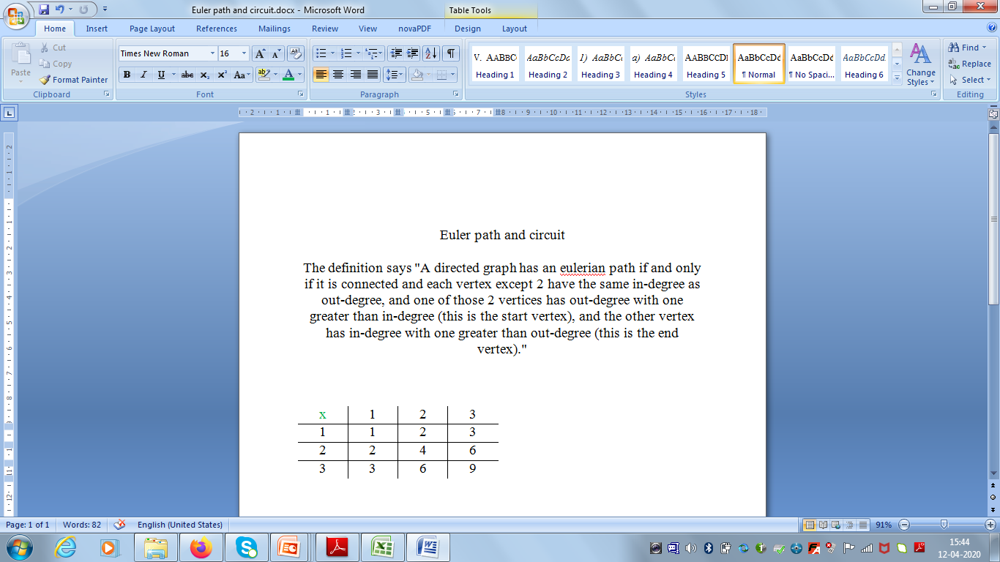 Euler path and circuit.docx - Microsoft Word
Table Tools
Home Insert Page Layout References Mailings Review View novaPDF Design Layout
Paste
Cut
Copy
Format Painter
Clipboard
Times New Roman 16
B I U abc x₂ x² Aa
Font
Paragraph
V. AABBC AaBbCcDc 1) AaBbCc a) AaBbCc AABBCCDI AaBbCcDd AaBbCcDd AaBbCcDd
Heading 1 Heading 2 Heading 3 Heading 4 Heading 5 ¶ Normal ¶ No Spaci... Heading 6
Change Styles
Styles
Find
Replace
Select
Editing
Euler path and circuit
The definition says "A directed graph has an eulerian path if and only
if it is connected and each vertex except 2 have the same in-degree as
out-degree, and one of those 2 vertices has out-degree with one
greater than in-degree (this is the start vertex), and the other vertex
has in-degree with one greater than out-degree (this is the end
vertex)."
x 1 2 3
1 1 2 3
2 2 4 6
3 3 6 9
Page: 1 of 1 Words: 82 English (United States) 91%
15:44
12-04-2020